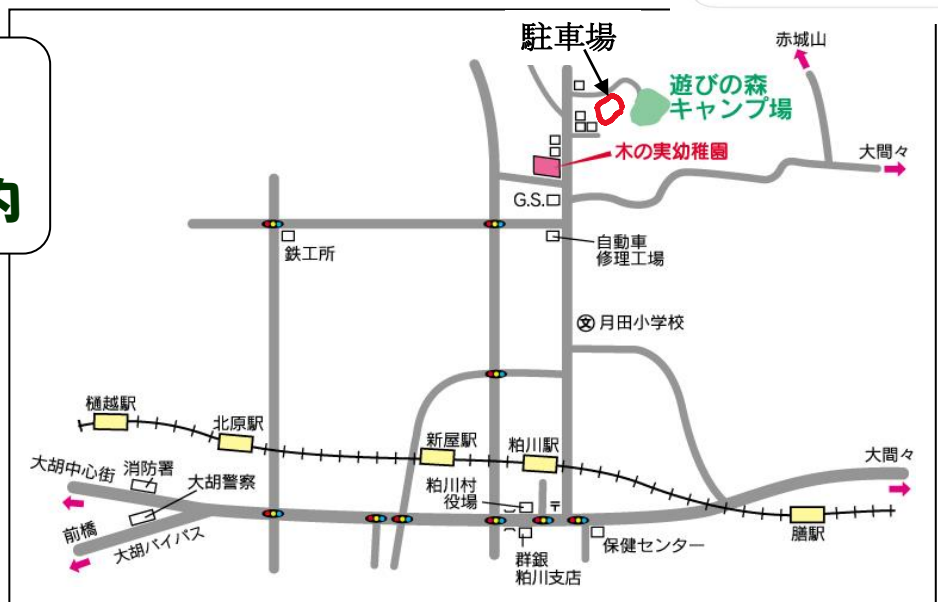 内
駐車場
赤城山
遊びの森
キャンプ場
木の実幼稚園
大間々
G.S.
鉄工所
自動車
修理工場
文 月田小学校
樋越駅
北原駅
新屋駅
粕川駅
大間々
大胡中心街
消防署
大胡警察
粕川村
役場
〒
前橋
大胡バイパス
群銀
粕川支店
保健センター
膳駅